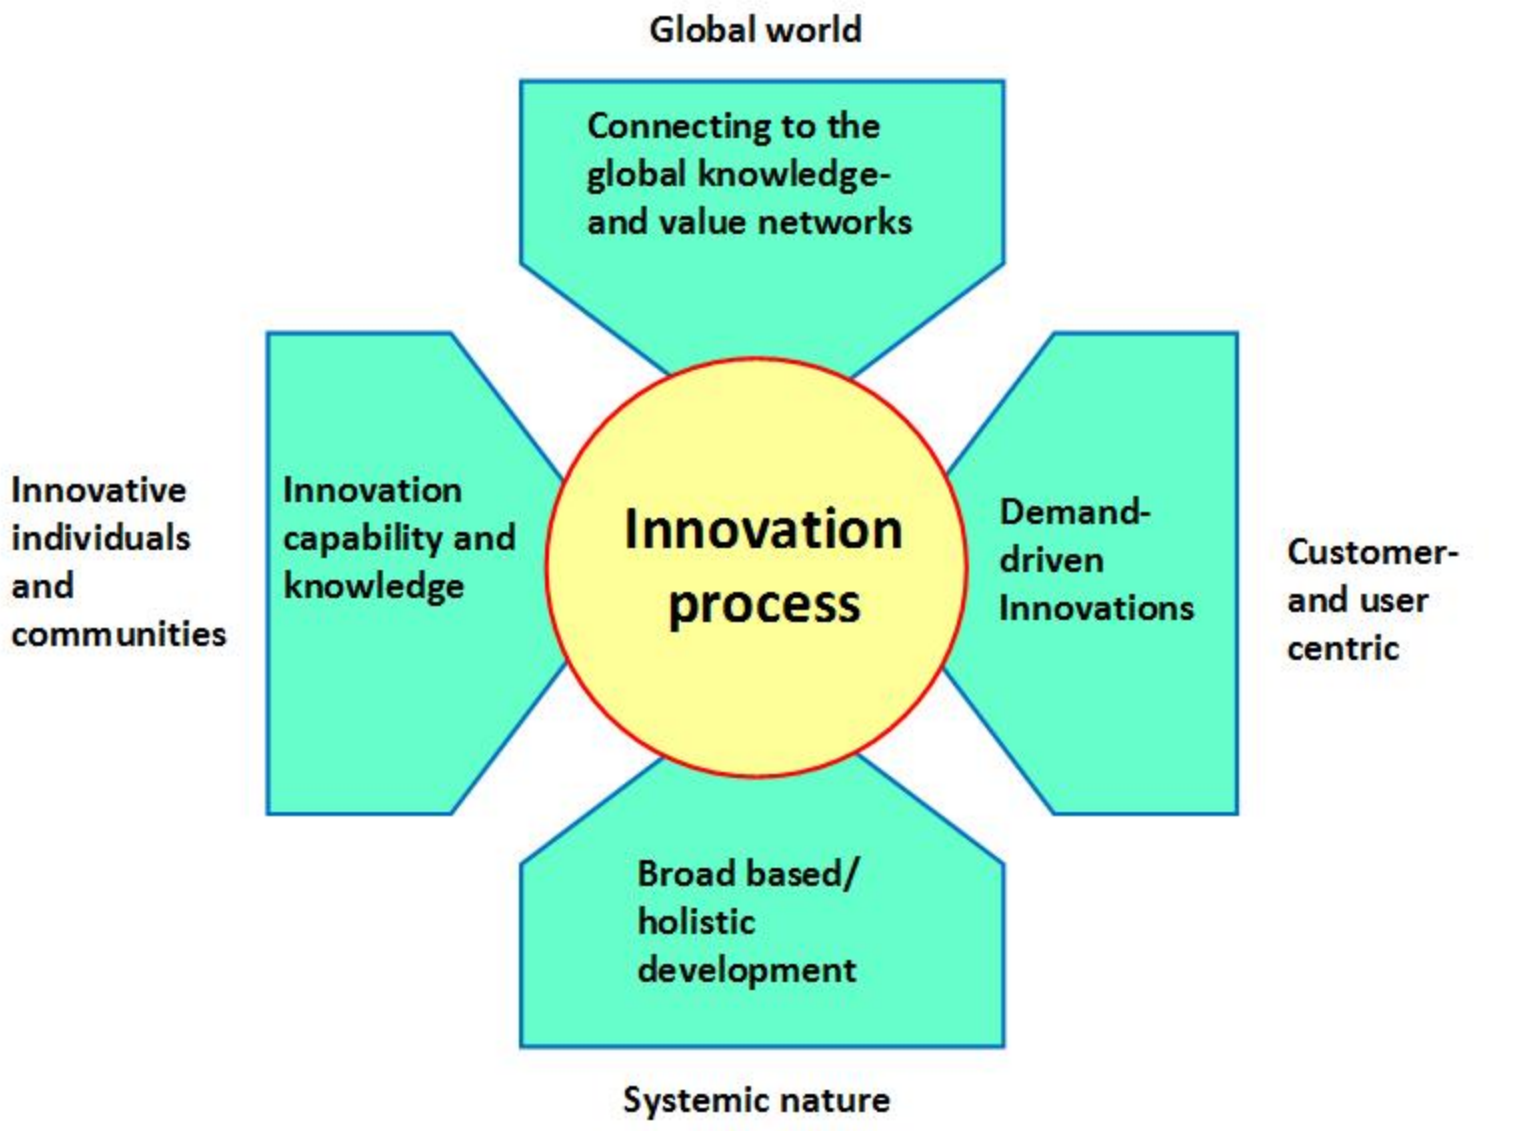 Global world
Connecting to the
global knowledge-
and value networks
Innovative
individuals
and
communities
Innovation
capability and
knowledge
Innovation
process
Demand-
driven
Innovations
Customer-
and user
centric
Broad based/
holistic
development
Systemic nature